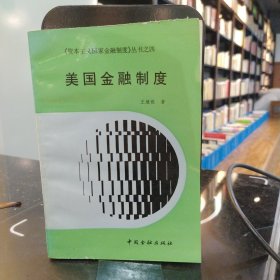 《资本主义国家金融制度》丛书之四
美国金融制度
王继祖 著
中国金融出版社